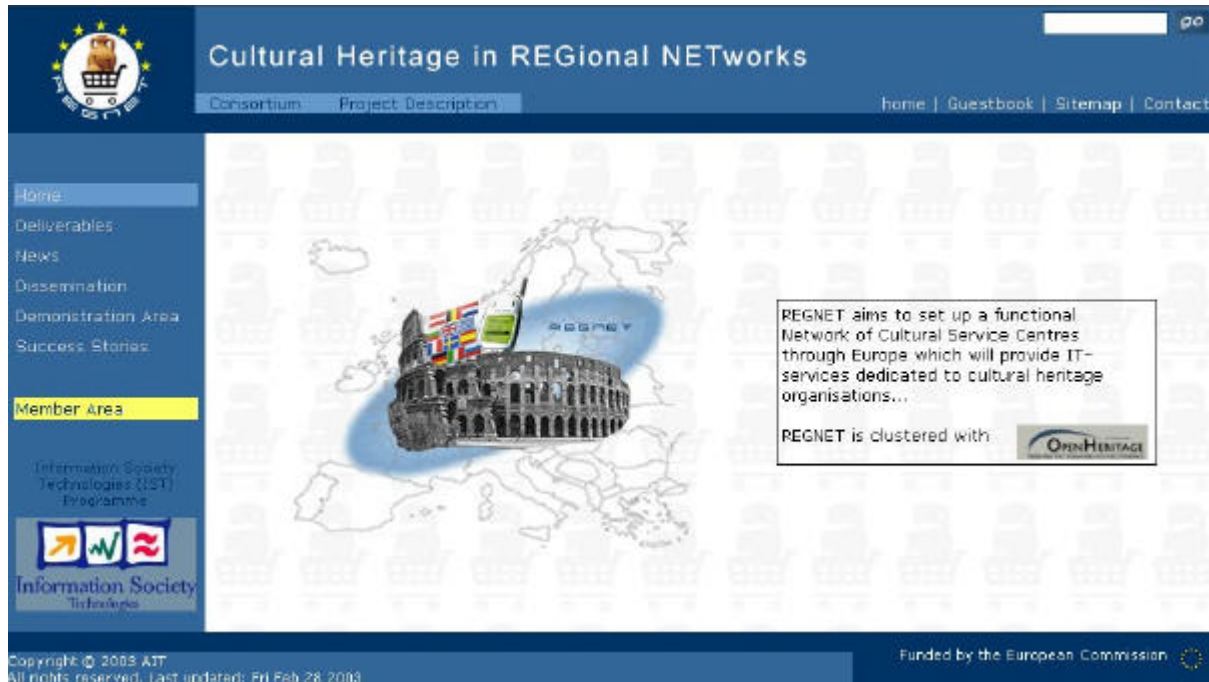 go
Cultural Heritage in REGional NETworks
Consortium Project Description
home | Guestbook | Sitemap | Contact
REGNET
Home
Deliverables
News
Dissemination
Demonstration Area
Success Stories
Member Area
Information Society
Technologies (IST)
Programme
Information Society
Technologies
REGNET
REGNET aims to set up a functional
Network of Cultural Service Centres
through Europe which will provide IT-
services dedicated to cultural heritage
organisations...
REGNET is clustered with
OPENHERITAGE
Copyright © 2003 AIT
All rights reserved. Last updated: Fri Feb 28 2003
Funded by the European Commission